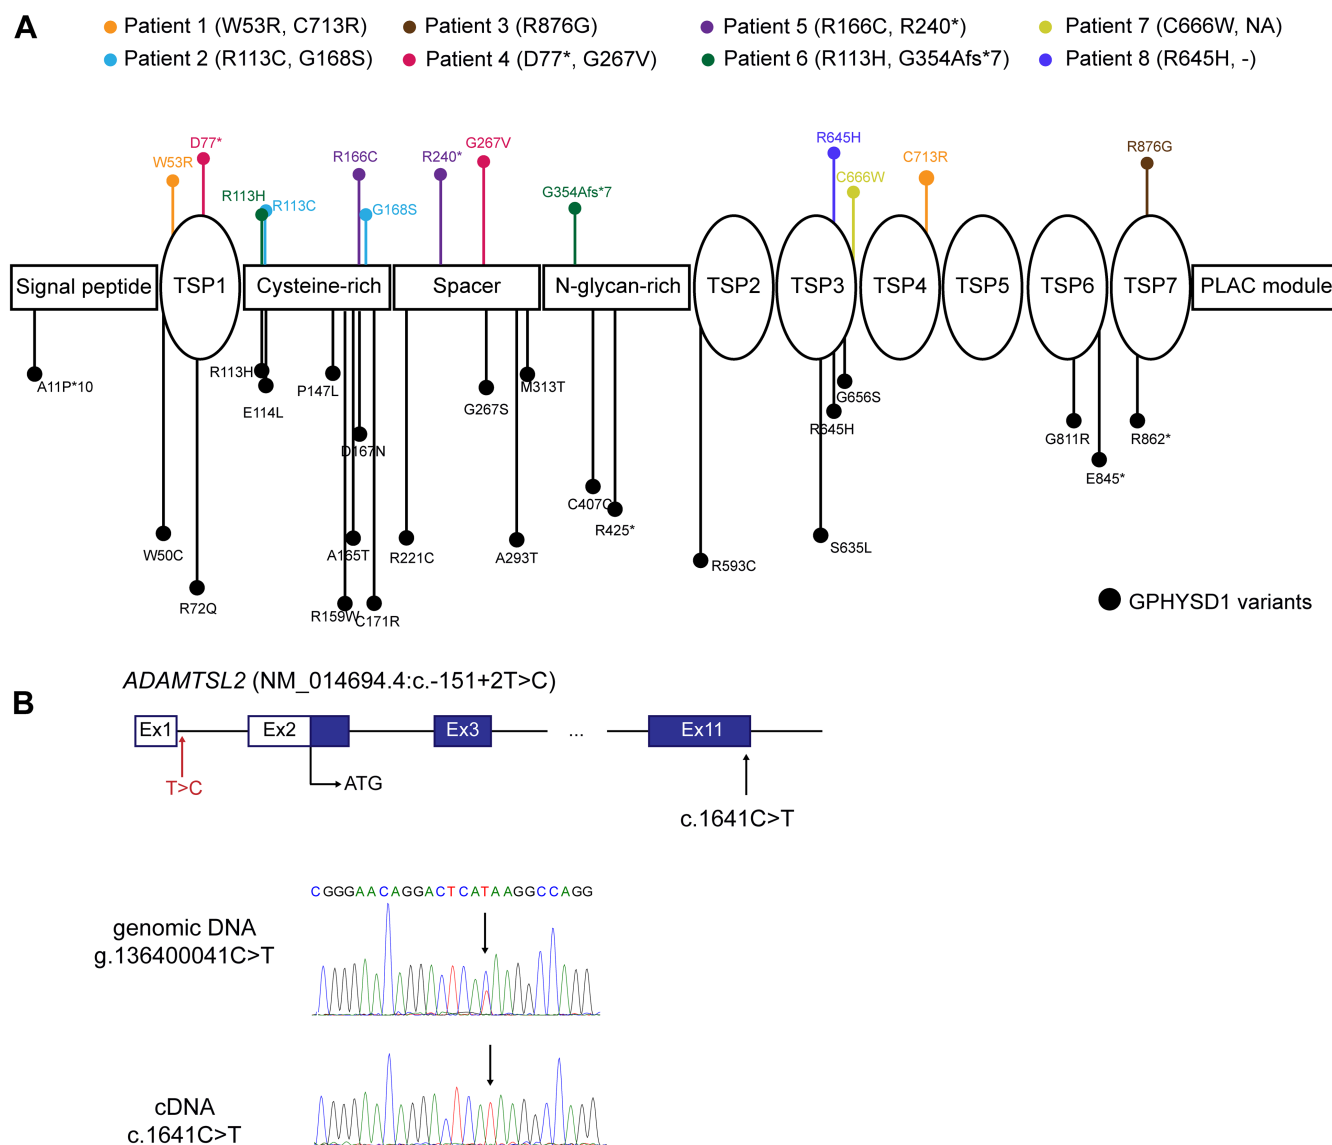 A
Patient 1 (W53R, C713R)
Patient 3 (R876G)
Patient 5 (R166C, R240*)
Patient 7 (C666W, NA)
Patient 2 (R113C, G168S)
Patient 4 (D77*, G267V)
Patient 6 (R113H, G354Afs*7)
Patient 8 (R645H, -)
D77*
W53R
R113H
R113C
R166C
G168S
R240*
G267V
G354Afs*7
R645H
C666W
C713R
R876G
Signal peptide
TSP1
Cysteine-rich
Spacer
N-glycan-rich
TSP2
TSP3
TSP4
TSP5
TSP6
TSP7
PLAC module
A11P*10
W50C
R72Q
R113H
E114L
P147L
D167N
A165T
R159W
C171R
R221C
G267S
M313T
A293T
C407C
R425*
R593C
G656S
R645H
S635L
G811R
E845*
R862*
GPHYSD1 variants
B
ADAMTSL2 (NM_014694.4:c.-151+2T>C)
Ex1
Ex2
Ex3
...
Ex11
T>C
ATG
c.1641C>T
CGGGAACAGGACTCATAAGGCCAGG
genomic DNA
g.136400041C>T
cDNA
c.1641C>T